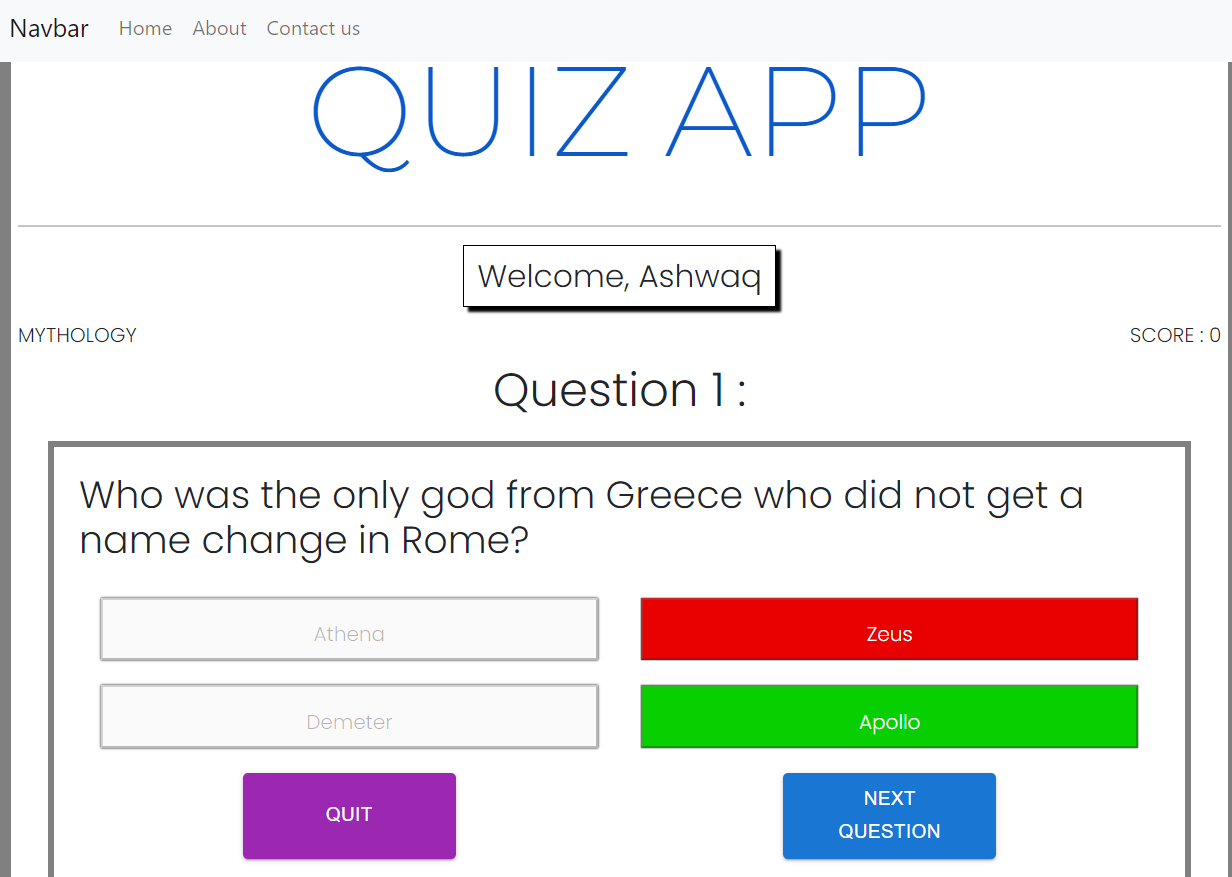 Navbar Home About Contact us
QUIZ APP
Welcome, Ashwaq
MYTHOLOGY SCORE : 0
Question 1 :
Who was the only god from Greece who did not get a
name change in Rome?
Athena Zeus
Demeter Apollo
QUIT NEXT
QUESTION